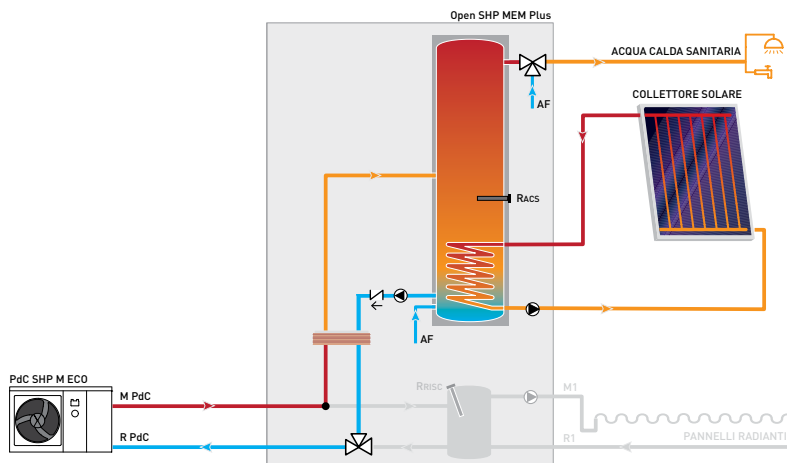 Open SHP MEM Plus
ACQUA CALDA SANITARIA
AF
COLLETTORE SOLARE
RACS
AF
PdC SHP M ECO
M PdC
R PdC
RRISC
M1
R1
PANNELLI RADIANTI